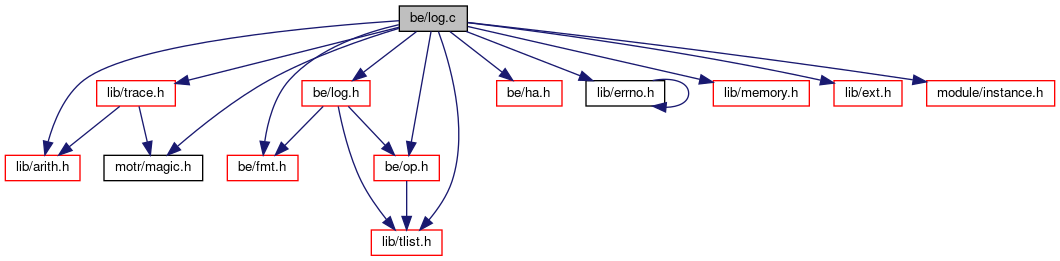 be/log.c
lib/trace.h
be/log.h
be/ha.h
lib/errno.h
lib/memory.h
lib/ext.h
module/instance.h
lib/arith.h
motr/magic.h
be/fmt.h
be/op.h
lib/tlist.h